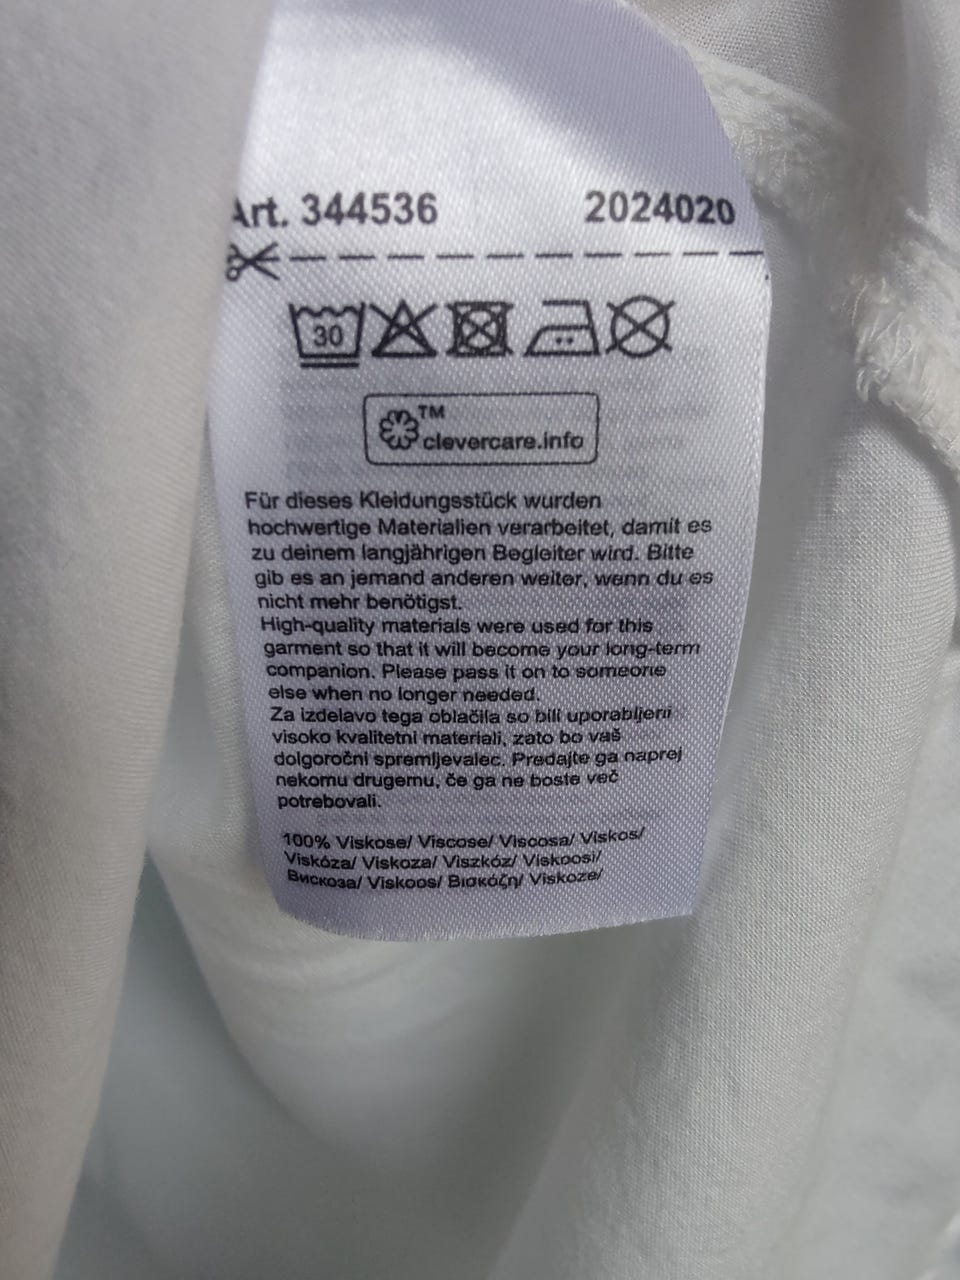 Art. 344536 2024020
30
TM
clevercare.info
Für dieses Kleidungsstück wurden
hochwertige Materialien verarbeitet, damit es
zu deinem langjährigen Begleiter wird. Bitte
gib es an jemand anderen weiter, wenn du es
nicht mehr benötigst.
High-quality materials were used for this
garment so that it will become your long-term
companion. Please pass it on to someone
else when no longer needed.
Za izdelavo tega oblačila so bili uporabljeni
visoko kvalitetni materiali, zato bo vaš
dolgoročni spremljevalec. Predajte ga naprej
nekomu drugemu, če ga ne boste več
potrebovali.
100% Viskose/ Viscose/ Viscosa/ Viskos/
Viskóza/ Viskoza/ Viszkóz/ Viskoosi/
Вискоза/ Viskoos/ Βισκόζη/ Viskoze/